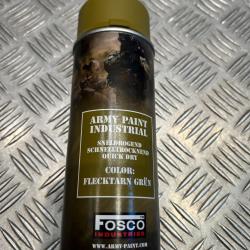 ARMY PAINT
INDUSTRIAL
SNELDROGEND
SCHNELLTROCKNEND
QUICK DRY
COLOR:
FLECKTARN GRÜN
FOSCO
INDUSTRIES
WWW.ARMY-PAINT.COM